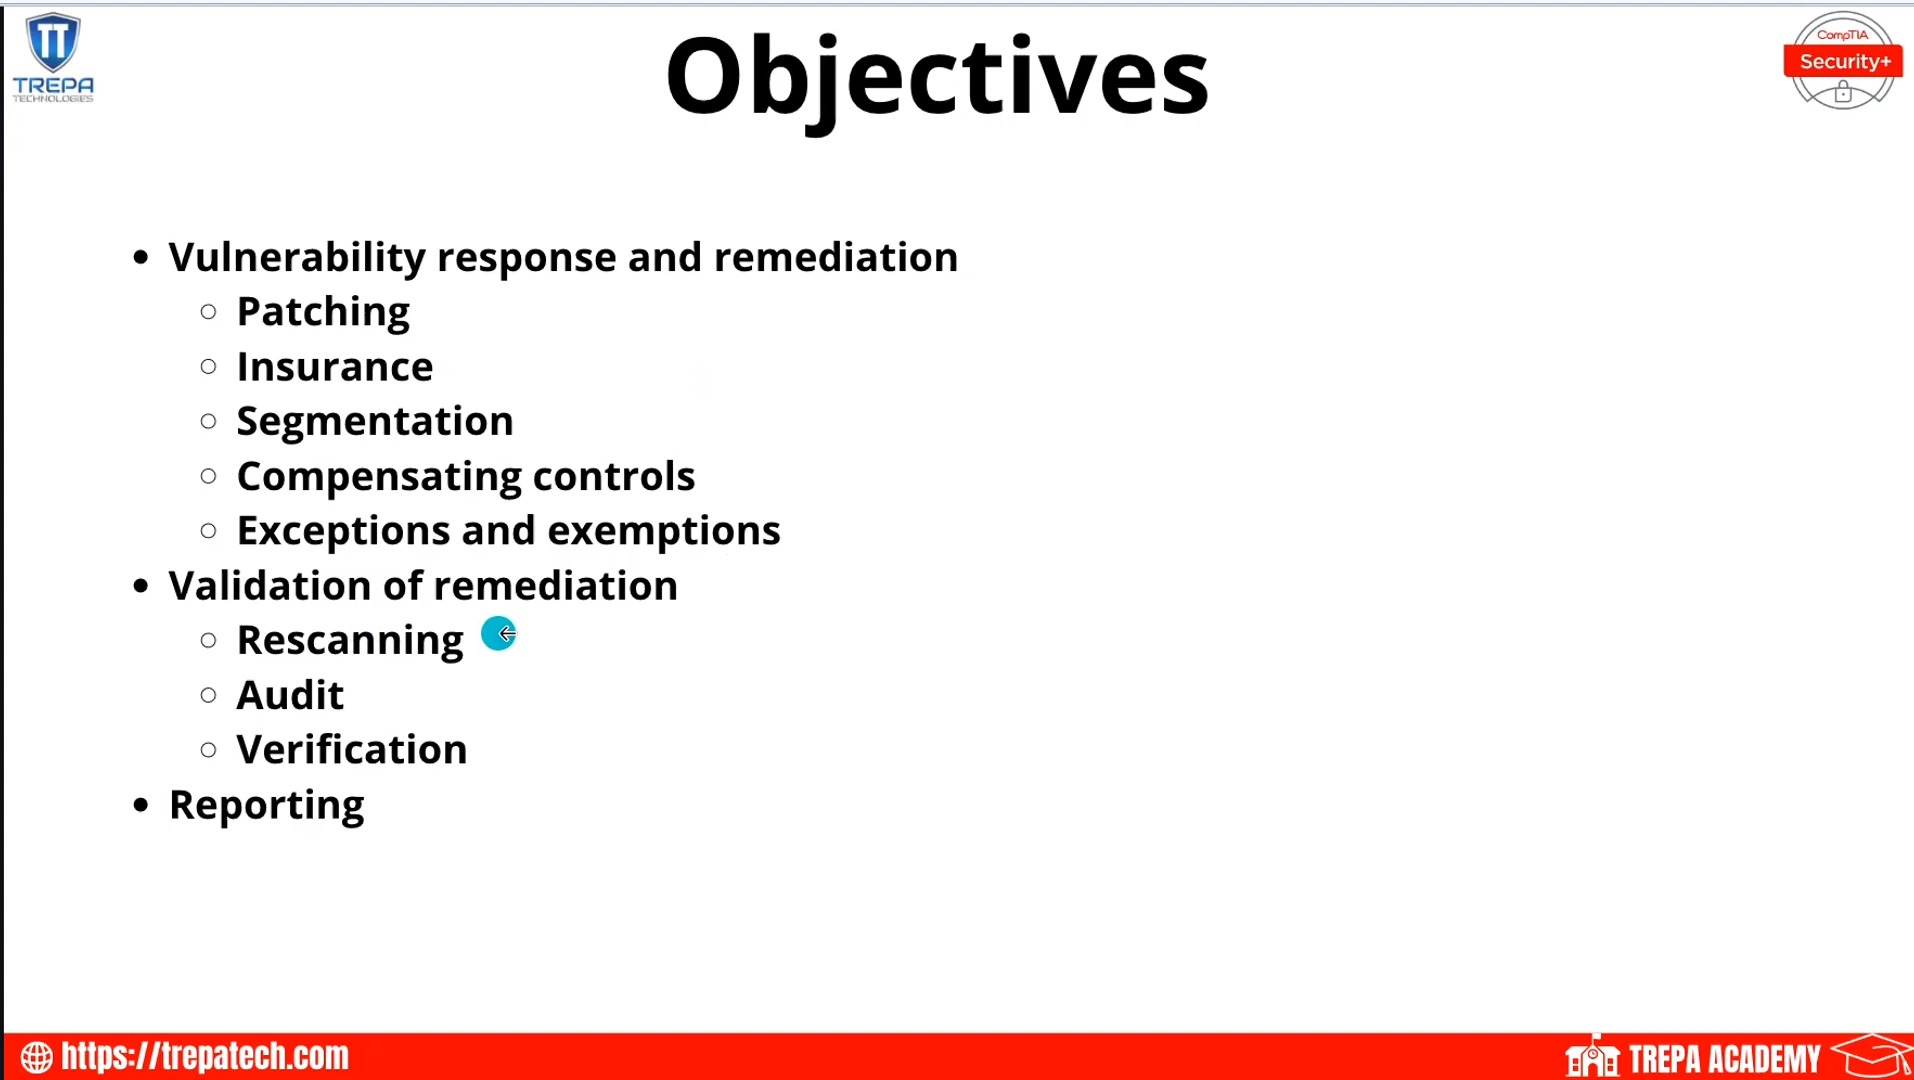 TREPA
TECHNOLOGIES
Objectives
CompTIA
Security+
• Vulnerability response and remediation
○ Patching
○ Insurance
○ Segmentation
○ Compensating controls
○ Exceptions and exemptions
• Validation of remediation
○ Rescanning
○ Audit
○ Verification
• Reporting
https://trepatech.com
TREPA ACADEMY